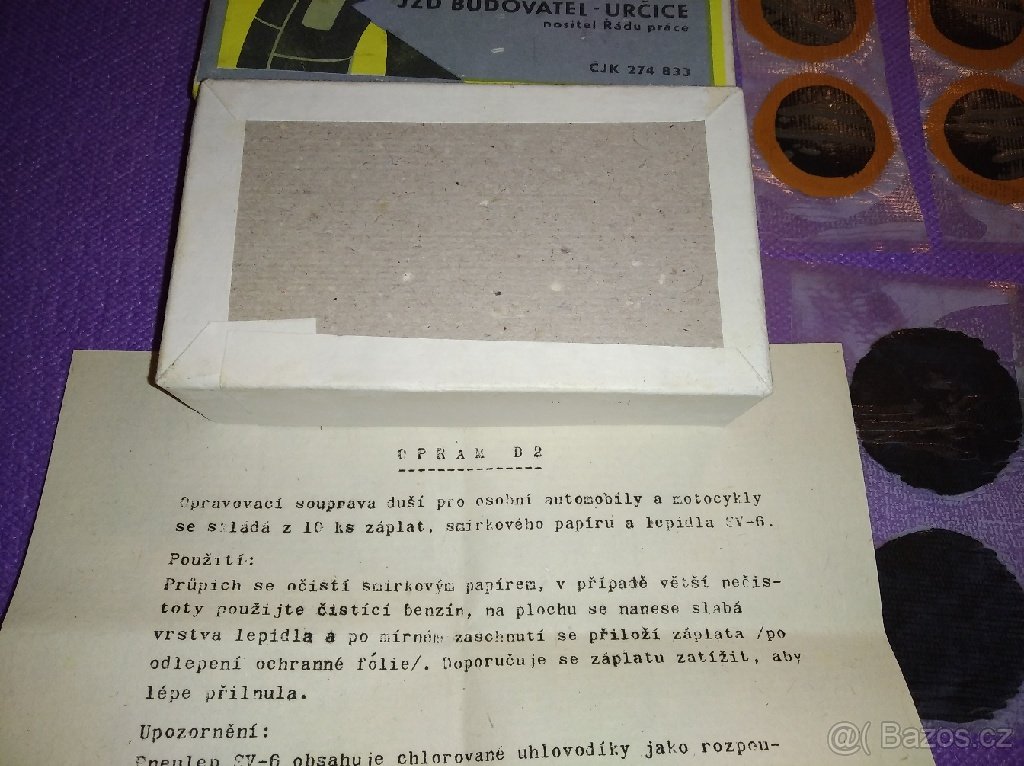 JZD BUDOVATEL - URČICE
nositel Řádu práce
ČJK 274 833
OPRAM D2
Opravovací souprava duší pro osobní automobily a motocykly
se skládá z 10 ks záplat, smirkového papíru a lepidla SV-6.
Použití:
Průpich se očistí smirkovým papírem, v případě větší nečis-
toty použijte čistící benzín, na plochu se nanese slabá
vrstva lepidla a po mírném zaschnutí se přiloží záplata /po
odlepení ochranné fólie/. Doporučuje se záplatu zatížit, aby
lépe přilnula.
Upozornění:
SV-6 obsahuje chlorované uhlovodíky jako rozpou-
@( Bazos.cz